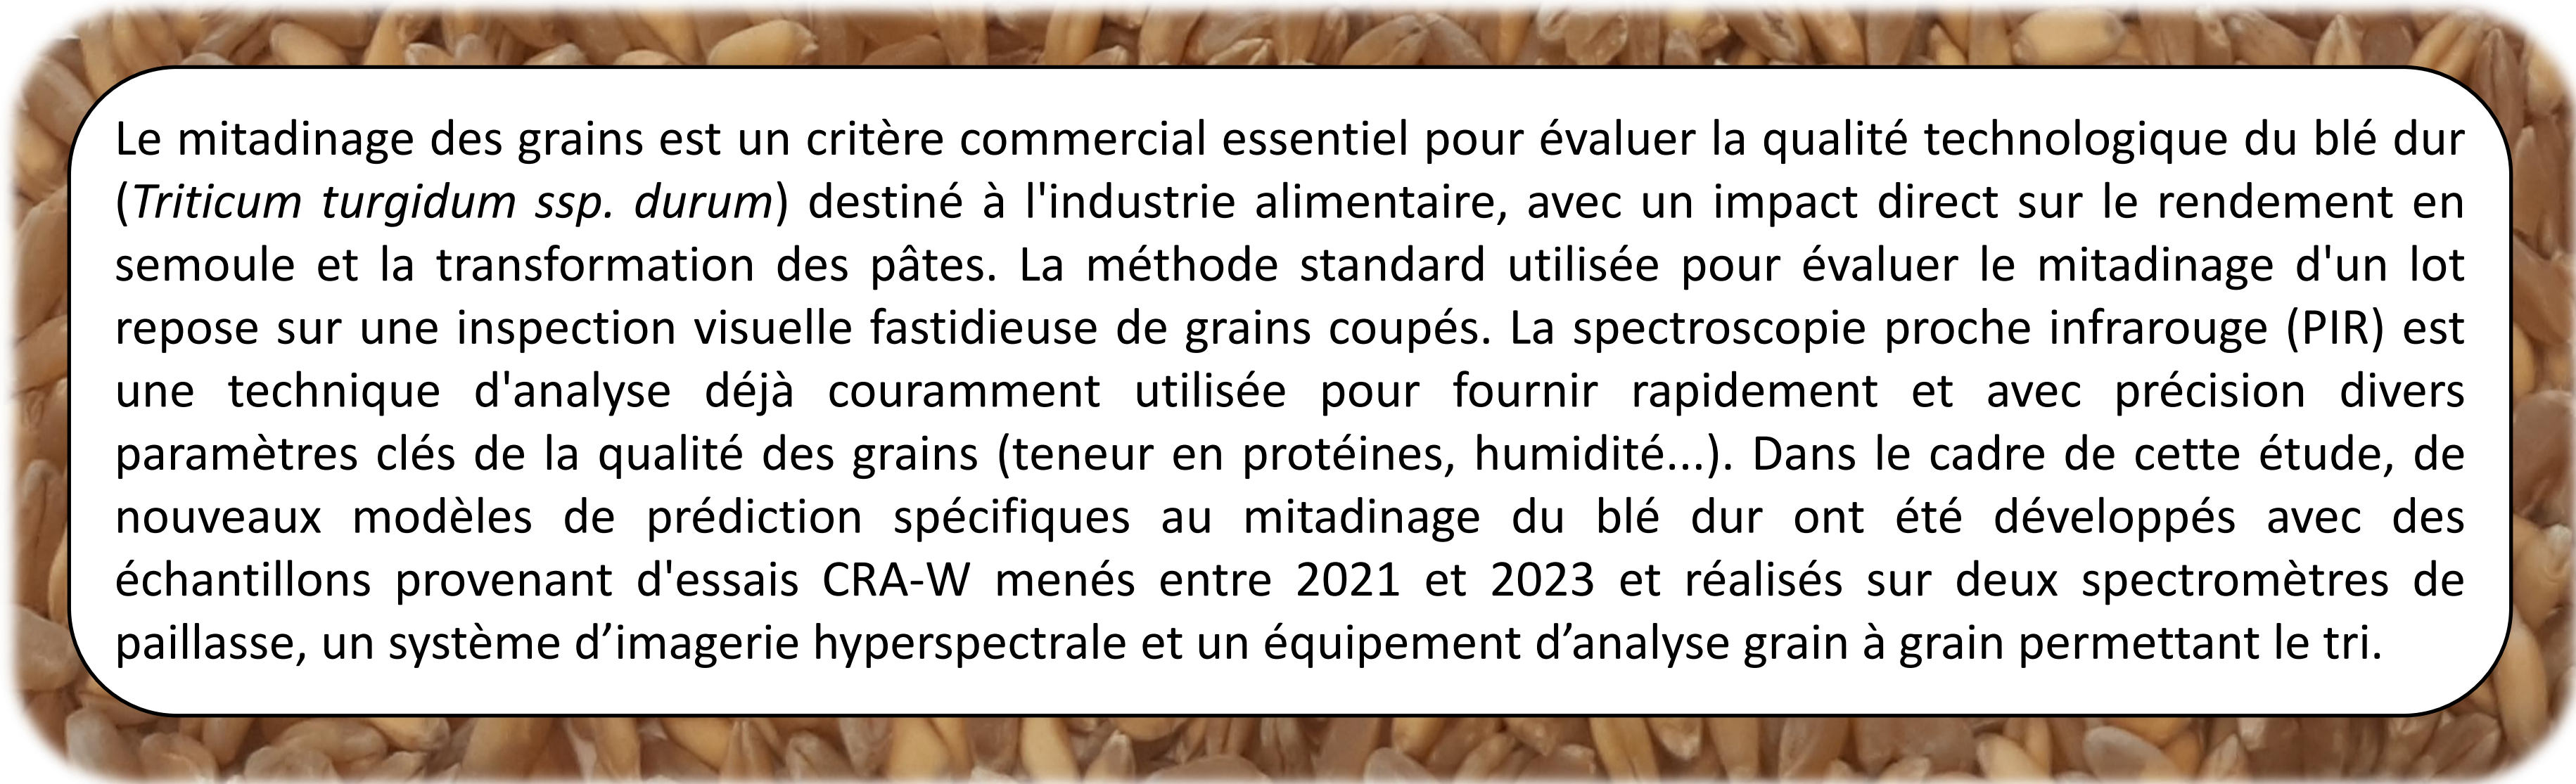 Le mitadinage des grains est un critère commercial essentiel pour évaluer la qualité technologique du blé dur
(Triticum turgidum ssp. durum) destiné à l'industrie alimentaire, avec un impact direct sur le rendement en
semoule et la transformation des pâtes. La méthode standard utilisée pour évaluer le mitadinage d'un lot
repose sur une inspection visuelle fastidieuse de grains coupés. La spectroscopie proche infrarouge (PIR) est
une technique d'analyse déjà couramment utilisée pour fournir rapidement et avec précision divers
paramètres clés de la qualité des grains (teneur en protéines, humidité...). Dans le cadre de cette étude, de
nouveaux modèles de prédiction spécifiques au mitadinage du blé dur ont été développés avec des
échantillons provenant d'essais CRA-W menés entre 2021 et 2023 et réalisés sur deux spectromètres de
paillasse, un système d’imagerie hyperspectrale et un équipement d’analyse grain à grain permettant le tri.